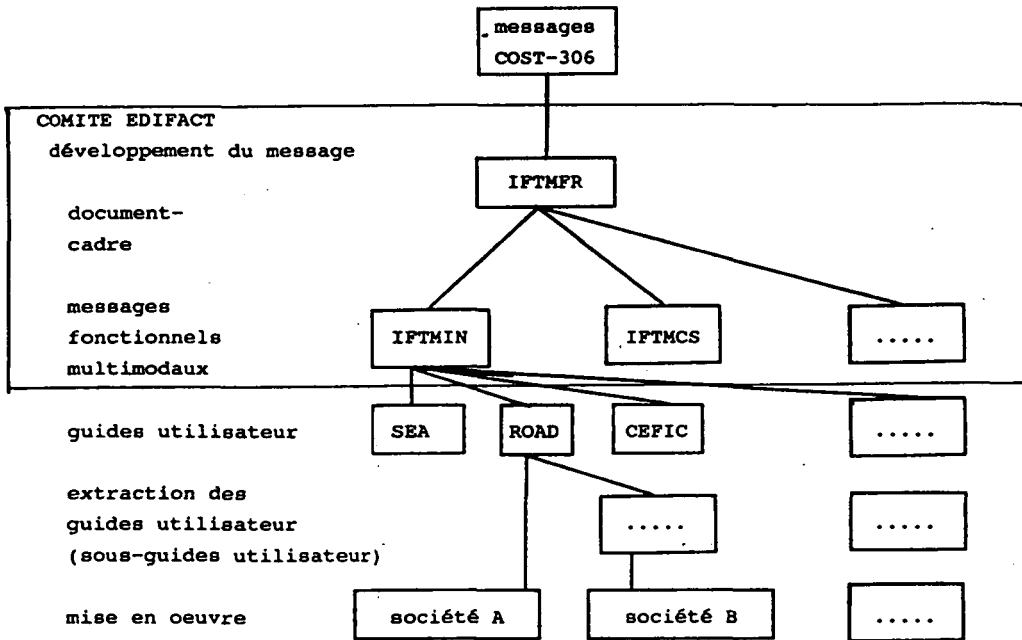 messages
COST-306
COMITE EDIFACT
développement du message
IFTMFR
document-
cadre
messages
fonctionnels
multimodaux
IFTMIN
IFTMCS
.....
guides utilisateur
SEA
ROAD
CEFIC
.....
extraction des
guides utilisateur
(sous-guides utilisateur)
.....
.....
mise en oeuvre
société A
société B
.....